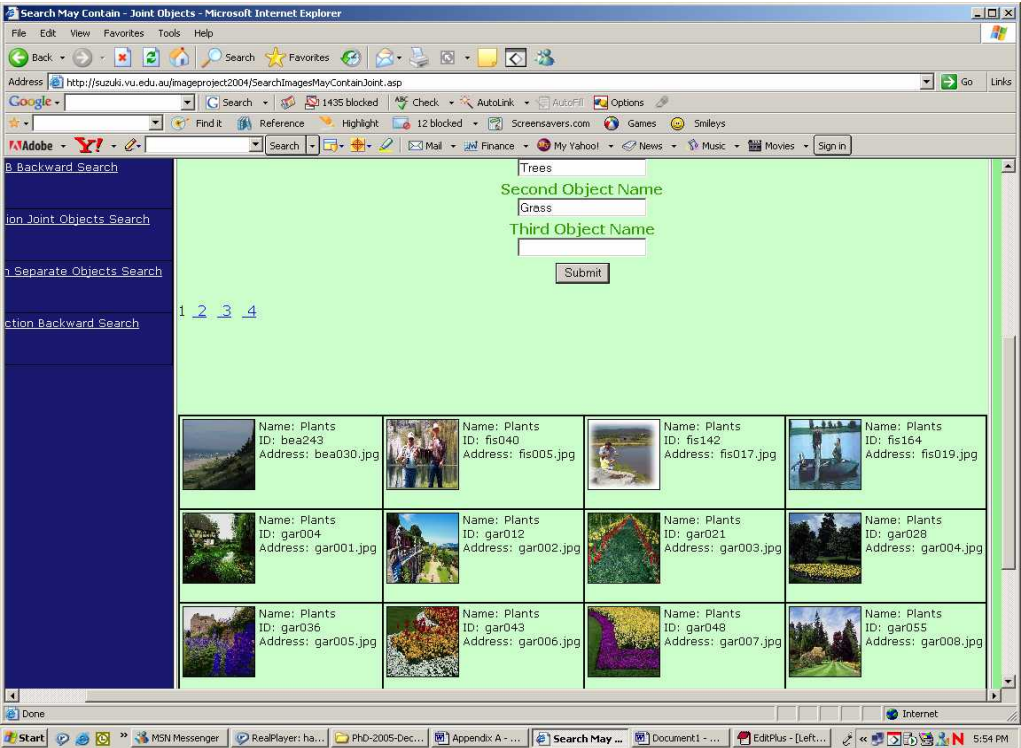 Search May Contain - Joint Objects - Microsoft Internet Explorer
File Edit View Favorites Tools Help
Back Search Favorites
Address http://suzuki.vu.edu.au/imageproject2004/SearchImagesMayContainJoint.asp Go Links
Google Search 1435 blocked ABC Check AutoLink AutoFill Options
Find it Reference Highlight 12 blocked Screensavers.com Games Smileys
Adobe Y! Search Mail Finance My Yahoo! News Music Movies Sign in
B Backward Search
ion Joint Objects Search
n Separate Objects Search
ction Backward Search
Trees
Second Object Name
Grass
Third Object Name
Submit
1 2 3 4
Name: Plants
ID: bea243
Address: bea030.jpg
Name: Plants
ID: fis040
Address: fis005.jpg
Name: Plants
ID: fis142
Address: fis017.jpg
Name: Plants
ID: fis164
Address: fis019.jpg
Name: Plants
ID: gar004
Address: gar001.jpg
Name: Plants
ID: gar012
Address: gar002.jpg
Name: Plants
ID: gar021
Address: gar003.jpg
Name: Plants
ID: gar028
Address: gar004.jpg
Name: Plants
ID: gar036
Address: gar005.jpg
Name: Plants
ID: gar043
Address: gar006.jpg
Name: Plants
ID: gar048
Address: gar007.jpg
Name: Plants
ID: gar055
Address: gar008.jpg
Done Internet
Start MSN Messenger RealPlayer: ha... PhD-2005-Dec... Appendix A - ... Search May ... Document1 - ... EditPlus - [Left... 5:54 PM